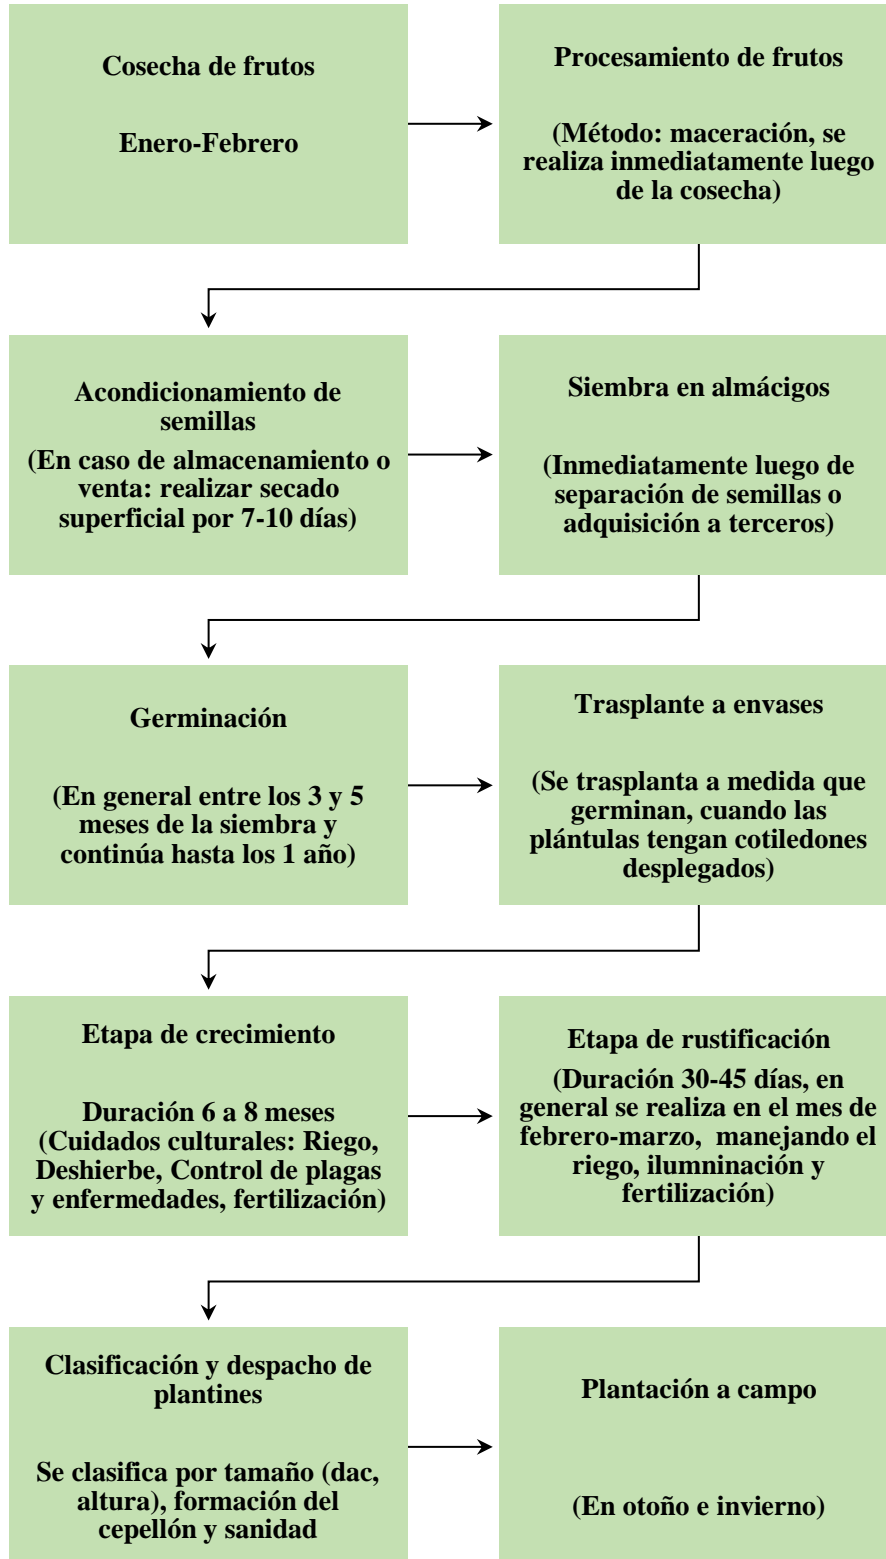 Cosecha de frutos
Enero-Febrero
Procesamiento de frutos
(Método: maceración, se
realiza inmediatamente luego
de la cosecha)
Acondicionamiento de
semillas
(En caso de almacenamiento o
venta: realizar secado
superficial por 7-10 días)
Siembra en almácigos
(Inmediatamente luego de
separación de semillas o
adquisición a terceros)
Germinación
(En general entre los 3 y 5
meses de la siembra y
continúa hasta los 1 año)
Trasplante a envases
(Se trasplanta a medida que
germinan, cuando las
plántulas tengan cotiledones
desplegados)
Etapa de crecimiento
Duración 6 a 8 meses
(Cuidados culturales: Riego,
Deshierbe, Control de plagas
y enfermedades, fertilización)
Etapa de rustificación
(Duración 30-45 días, en
general se realiza en el mes de
febrero-marzo, manejando el
riego, ilumninación y
fertilización)
Clasificación y despacho de
plantines
Se clasifica por tamaño (dac,
altura), formación del
cepellón y sanidad
Plantación a campo
(En otoño e invierno)